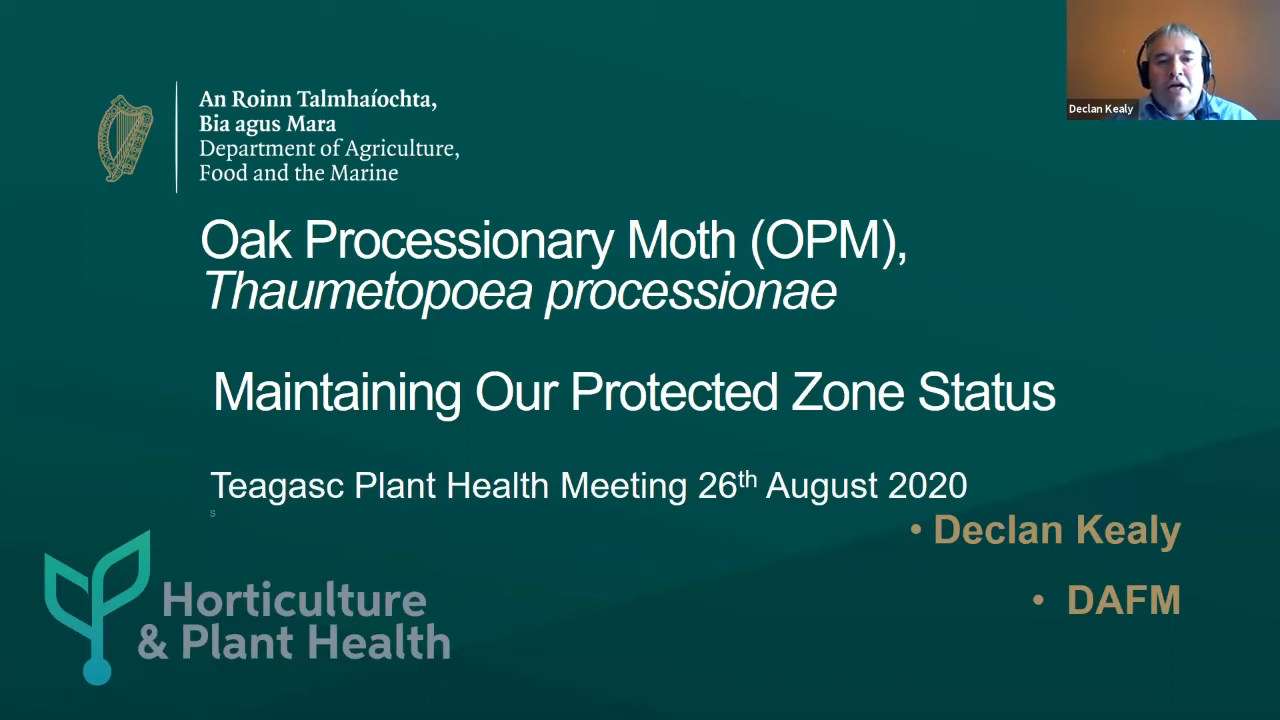 Declan Kealy
An Roinn Talmhaíochta,
Bia agus Mara
Department of Agriculture,
Food and the Marine
Oak Processionary Moth (OPM),
Thaumetopoea processionae
Maintaining Our Protected Zone Status
Teagasc Plant Health Meeting 26th August 2020
s
• Declan Kealy
• DAFM
Horticulture
& Plant Health